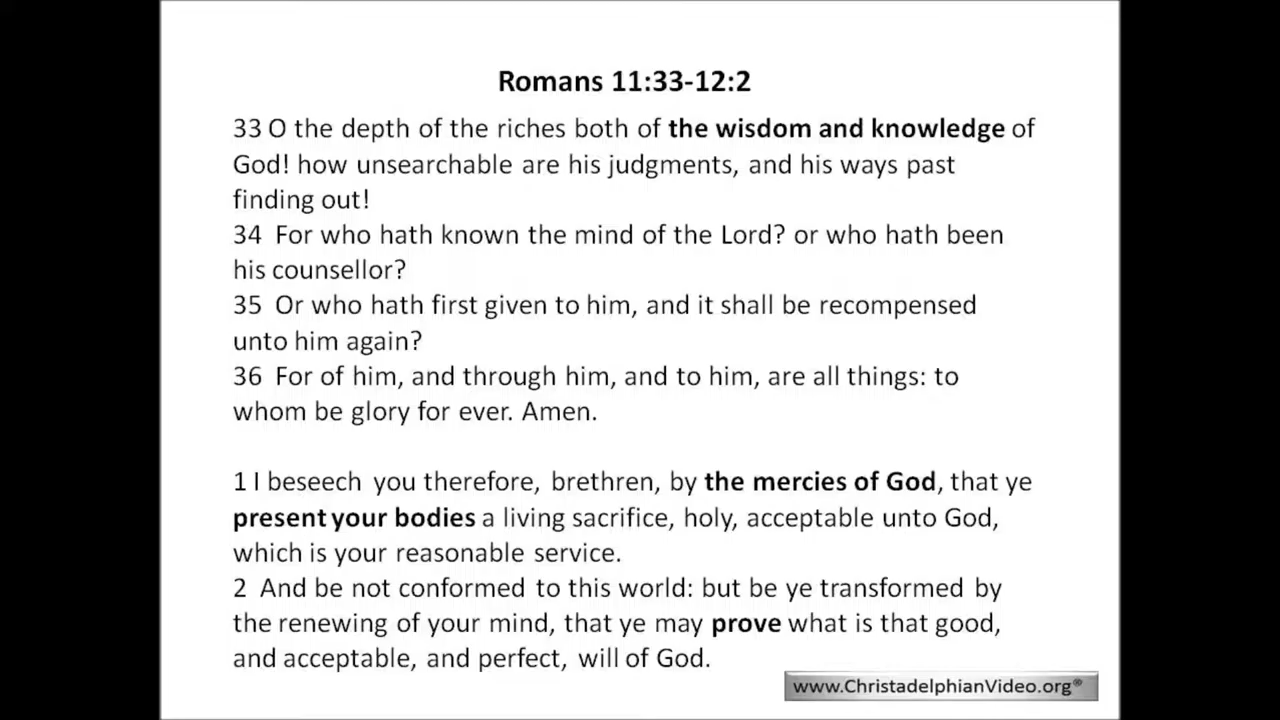 Romans 11:33-12:2
33 O the depth of the riches both of the wisdom and knowledge of
God! how unsearchable are his judgments, and his ways past
finding out!
34 For who hath known the mind of the Lord? or who hath been
his counsellor?
35 Or who hath first given to him, and it shall be recompensed
unto him again?
36 For of him, and through him, and to him, are all things: to
whom be glory for ever. Amen.
1 I beseech you therefore, brethren, by the mercies of God, that ye
present your bodies a living sacrifice, holy, acceptable unto God,
which is your reasonable service.
2 And be not conformed to this world: but be ye transformed by
the renewing of your mind, that ye may prove what is that good,
and acceptable, and perfect, will of God.
www.ChristadelphianVideo.org®